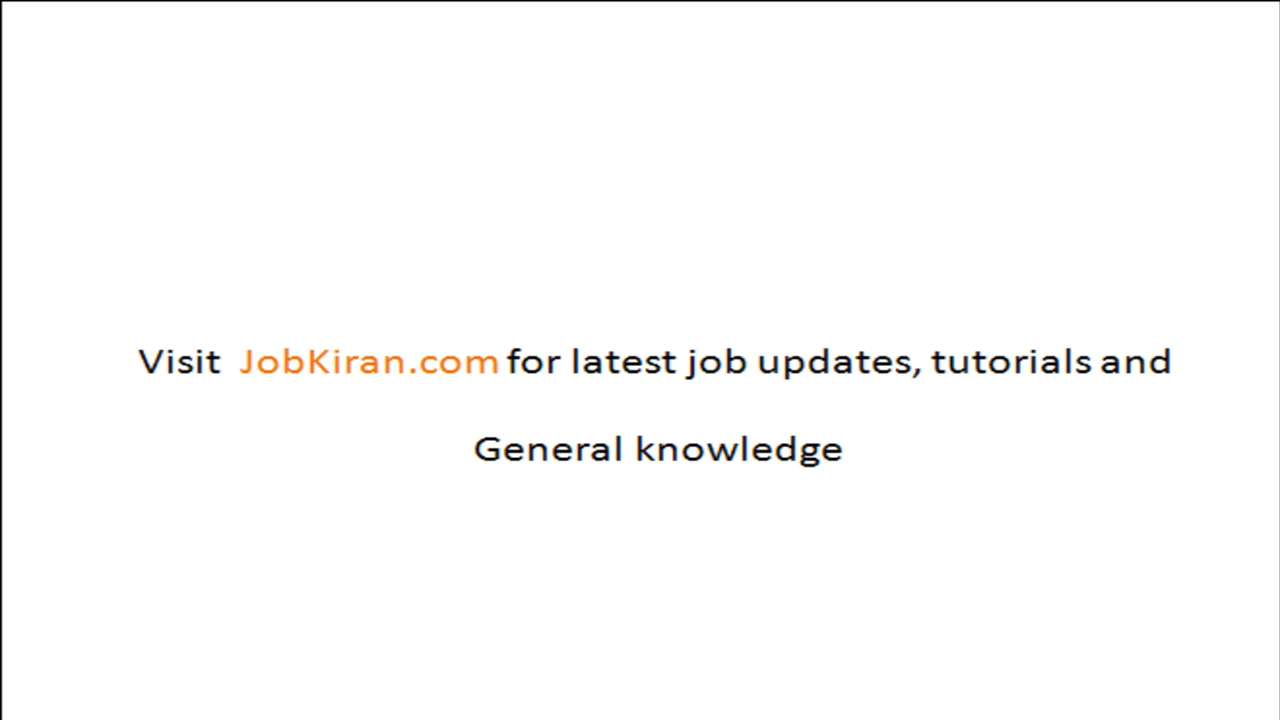 Visit JobKiran.com for latest job updates, tutorials and
General knowledge